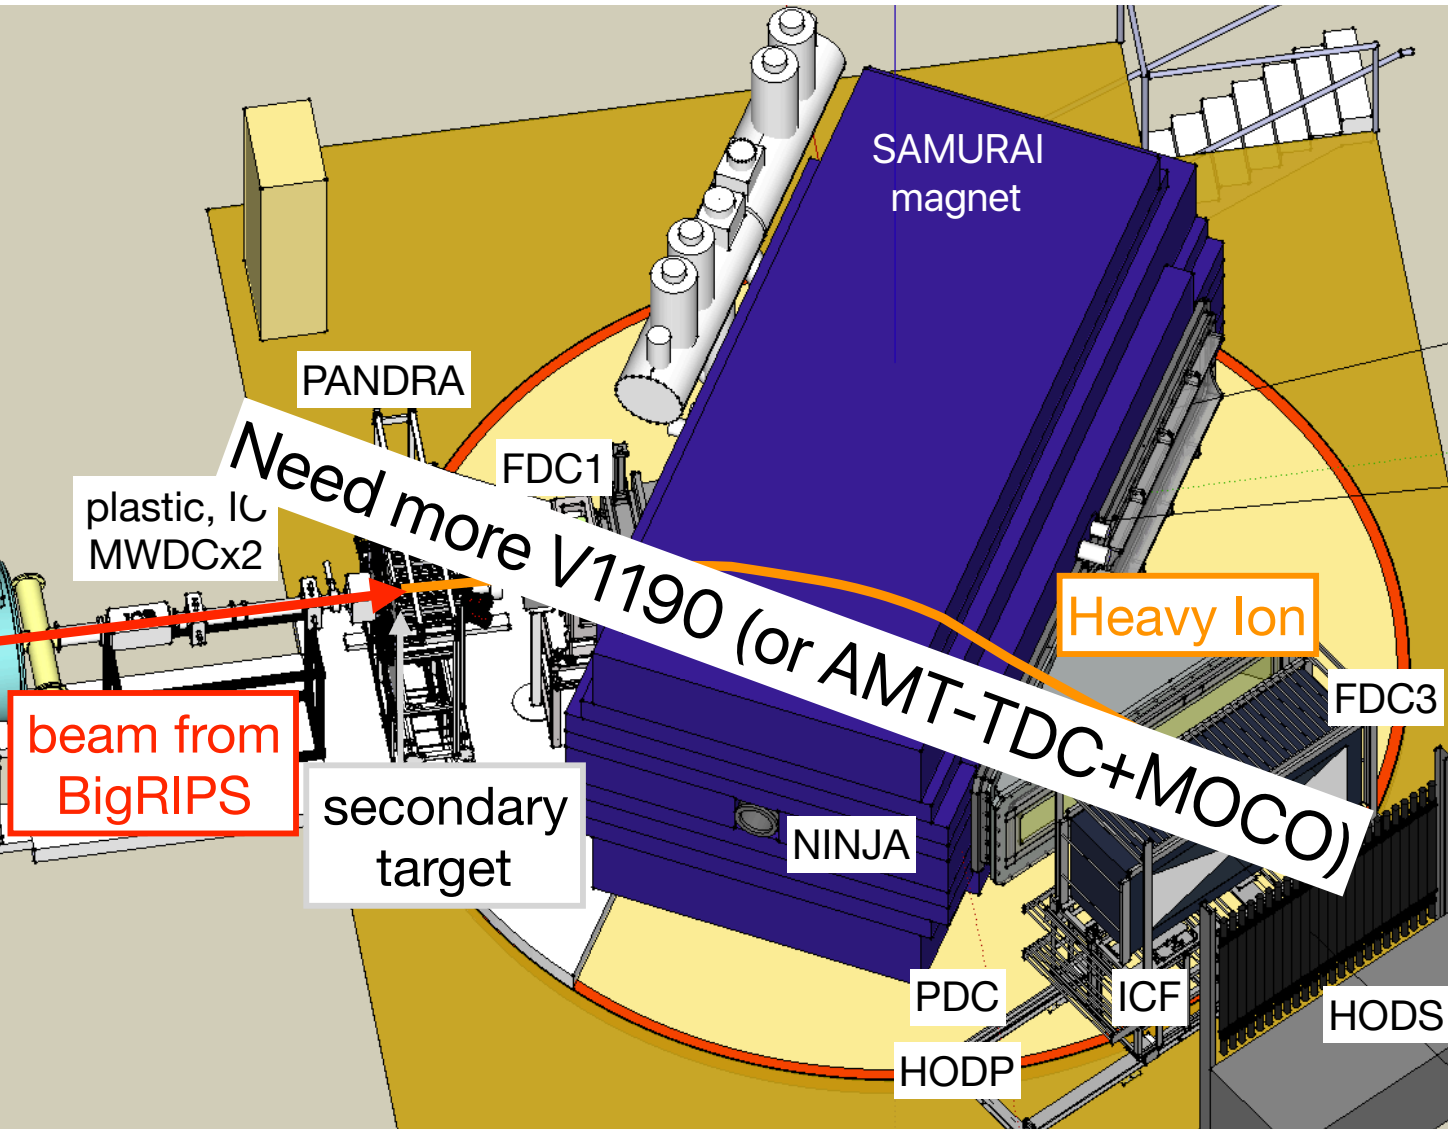 SAMURAI
magnet
PANDRA
FDC1
plastic, IC
MWDCx2
Need more V1190 (or AMT-TDC+MOCO)
Heavy Ion
FDC3
beam from
BigRIPS
secondary
target
NINJA
PDC
ICF
HODS
HODP